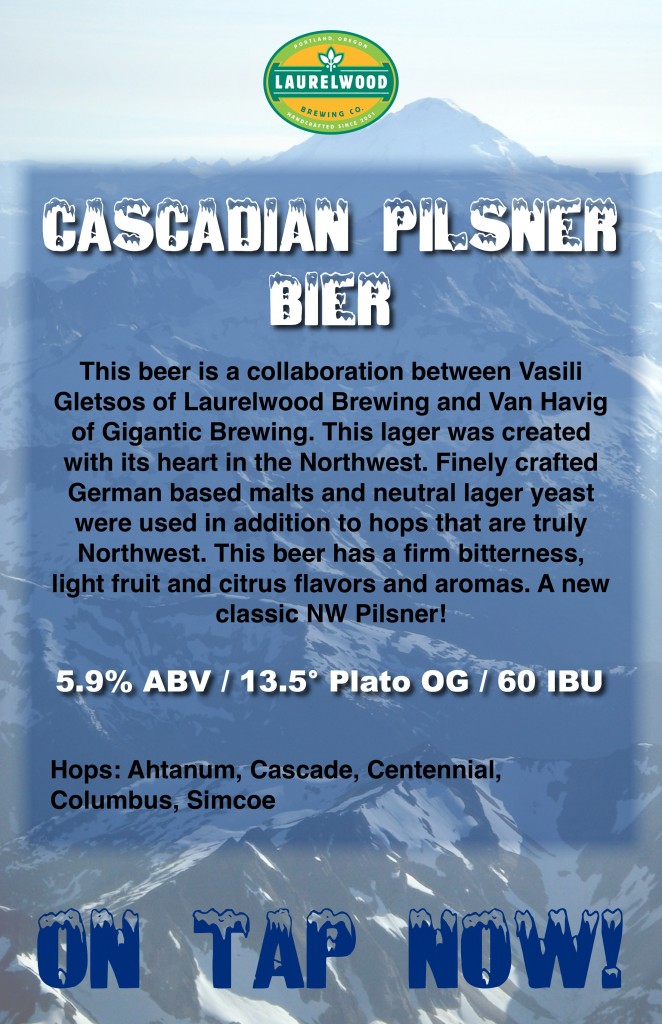 PORTLAND, OREGON
LAURELWOOD
BREWING CO.
HANDCRAFTED SINCE 2001
CASCADIAN PILSNER
BIER
This beer is a collaboration between Vasili
Gletsos of Laurelwood Brewing and Van Havig
of Gigantic Brewing. This lager was created
with its heart in the Northwest. Finely crafted
German based malts and neutral lager yeast
were used in addition to hops that are truly
Northwest. This beer has a firm bitterness,
light fruit and citrus flavors and aromas. A new
classic NW Pilsner!
5.9% ABV / 13.5° Plato OG / 60 IBU
Hops: Ahtanum, Cascade, Centennial,
Columbus, Simcoe
ON TAP NOW!